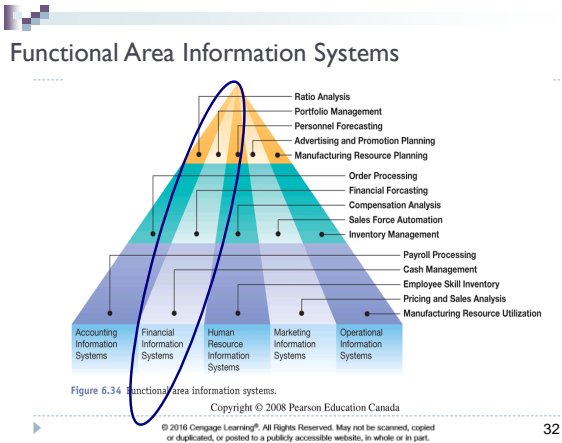 Functional Area Information Systems
Ratio Analysis
Portfolio Management
Personnel Forecasting
Advertising and Promotion Planning
Manufacturing Resource Planning
Order Processing
Financial Forcasting
Compensation Analysis
Sales Force Automation
Inventory Management
Payroll Processing
Cash Management
Employee Skill Inventory
Pricing and Sales Analysis
Manufacturing Resource Utilization
Accounting
Information
Systems
Financial
Information
Systems
Human
Resource
Information
Systems
Marketing
Information
Systems
Operational
Information
Systems
Figure 6.34 Functional area information systems.
Copyright © 2008 Pearson Education Canada
© 2016 Cengage Learning®. All Rights Reserved. May not be scanned, copied
or duplicated, or posted to a publicly accessible website, in whole or in part.
32